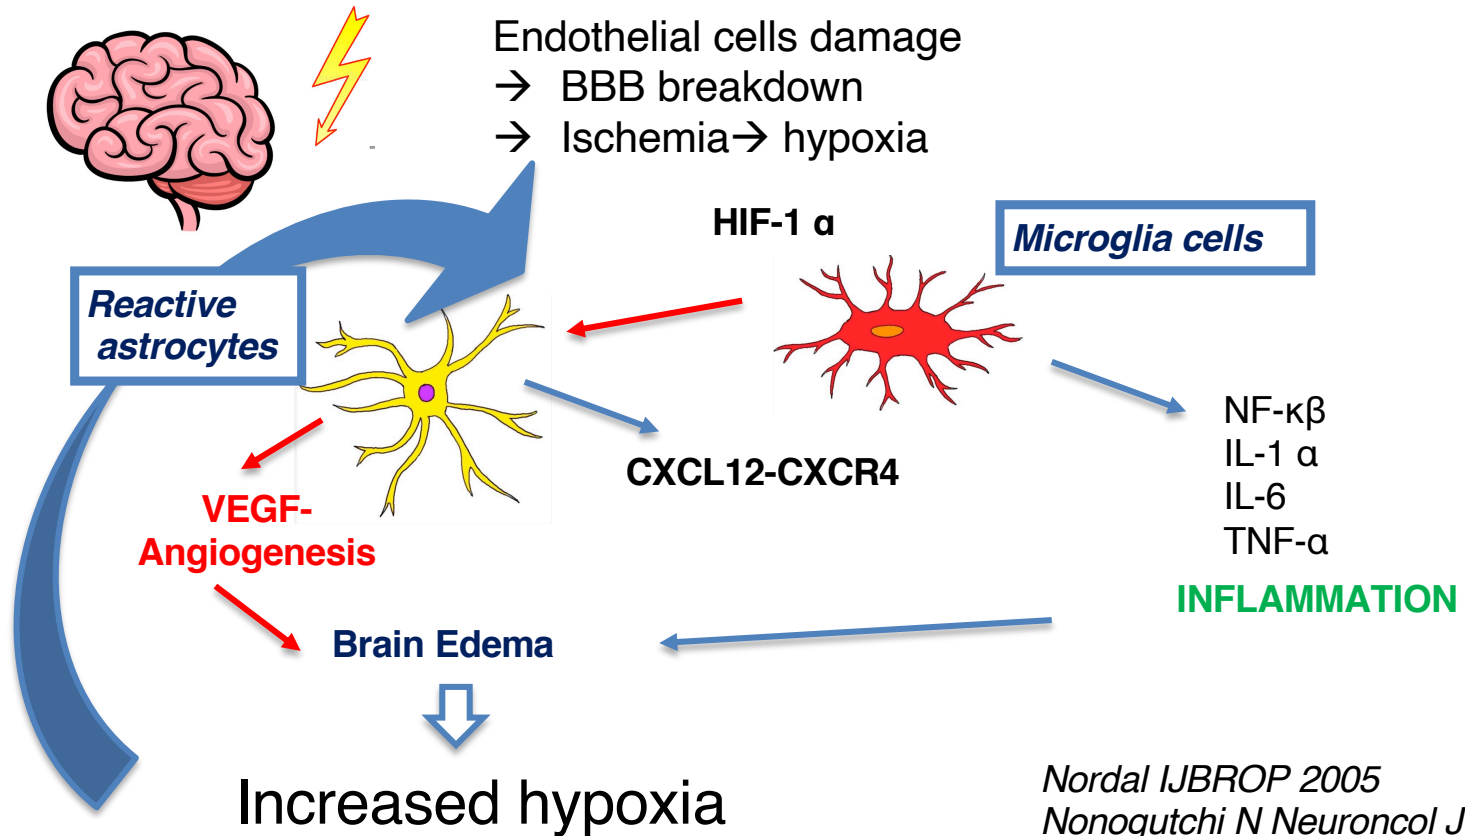 Endothelial cells damage
→ BBB breakdown
→ Ischemia→ hypoxia
HIF-1 α
Microglia cells
Reactive
astrocytes
NF-κβ
IL-1 α
IL-6
TNF-α
CXCL12-CXCR4
VEGF-
Angiogenesis
INFLAMMATION
Brain Edema
Increased hypoxia
Nordal IJBROP 2005
Nonogutchi N Neuroncol J